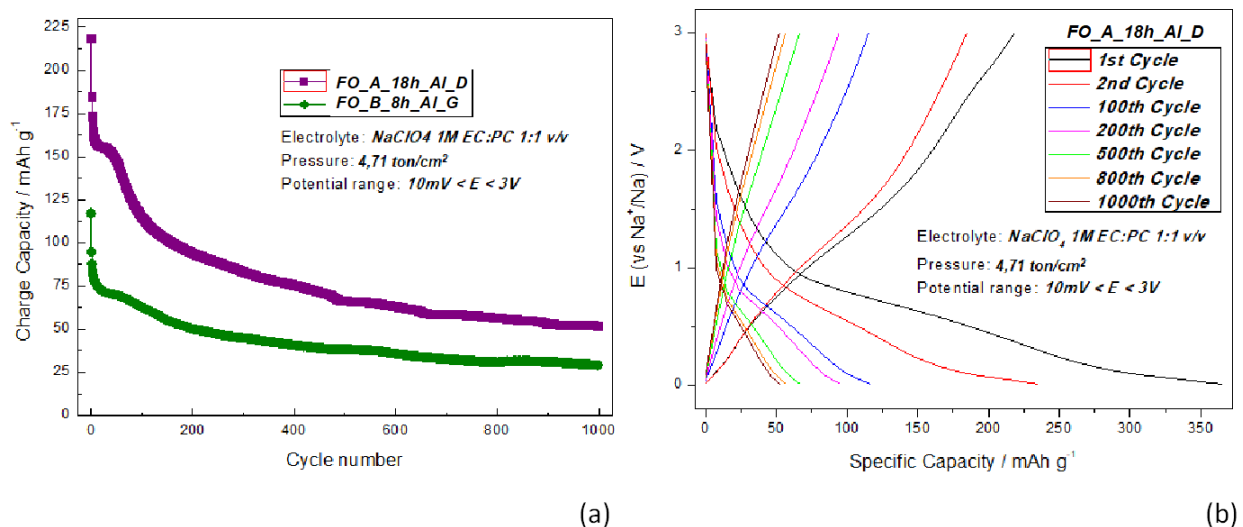 225
200
175
150
125
100
75
50
25
0
Charge Capacity / mAh g⁻¹
FO_A_18h_Al_D
FO_B_8h_Al_G
Electrolyte: NaClO4 1M EC:PC 1:1 v/v
Pressure: 4,71 ton/cm²
Potential range: 10mV < E < 3V
0 200 400 600 800 1000
Cycle number
(a)
3
2
1
0
E (vs Na⁺/Na) / V
FO_A_18h_Al_D
1st Cycle
2nd Cycle
100th Cycle
200th Cycle
500th Cycle
800th Cycle
1000th Cycle
Electrolyte: NaClO₄ 1M EC:PC 1:1 v/v
Pressure: 4,71 ton/cm²
Potential range: 10mV < E < 3V
0 50 100 150 200 250 300 350
Specific Capacity / mAh g⁻¹
(b)